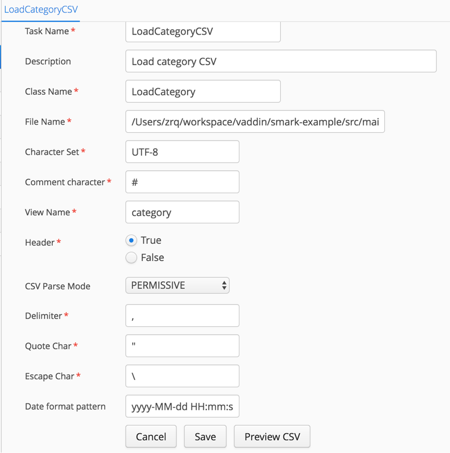 LoadCategoryCSV
Task Name * LoadCategoryCSV
Description Load category CSV
Class Name * LoadCategory
File Name * /Users/zrq/workspace/vaddin/smark-example/src/mai
Character Set * UTF-8
Comment character * #
View Name * category
Header * True
False
CSV Parse Mode PERMISSIVE
Delimiter * ,
Quote Char * "
Escape Char * \
Date format pattern yyyy-MM-dd HH:mm:s
Cancel Save Preview CSV